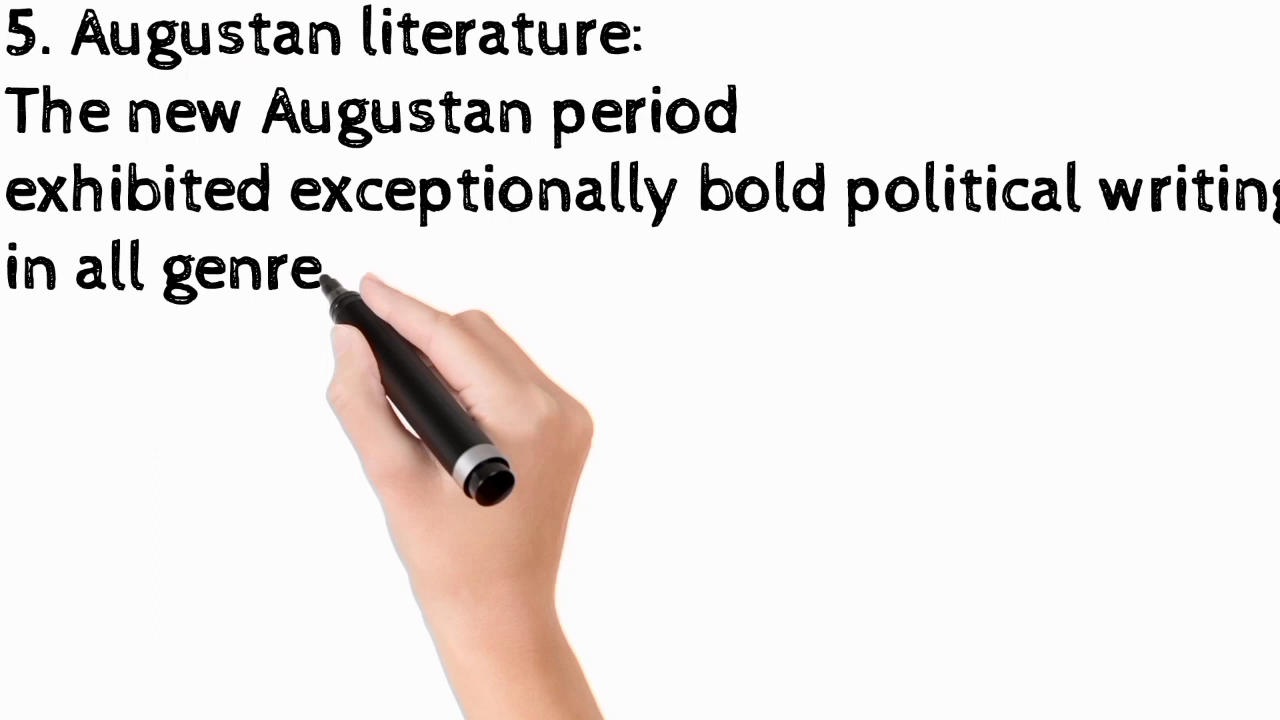 5. Augustan literature:
The new Augustan period
exhibited exceptionally bold political writing
in all genre